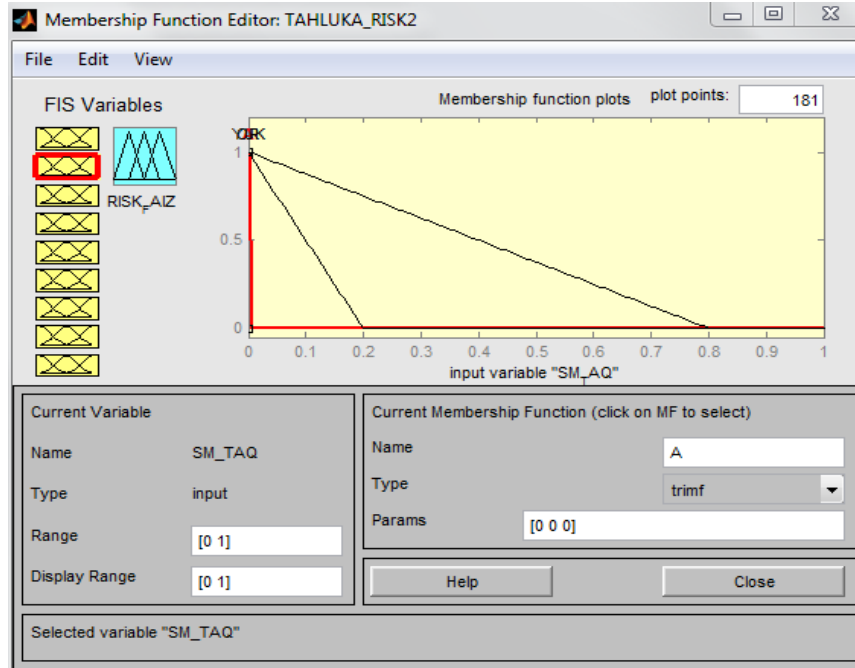 Membership Function Editor: TAHLUKA_RISK2
File Edit View
FIS Variables
RISK_FAIZ
Membership function plots plot points: 181
1
0.5
0
0 0.1 0.2 0.3 0.4 0.5 0.6 0.7 0.8 0.9 1
input variable "SM_TAQ"
Current Variable
Name SM_TAQ
Type input
Range [0 1]
Display Range [0 1]
Current Membership Function (click on MF to select)
Name A
Type trimf
Params [0 0 0]
Help Close
Selected variable "SM_TAQ"